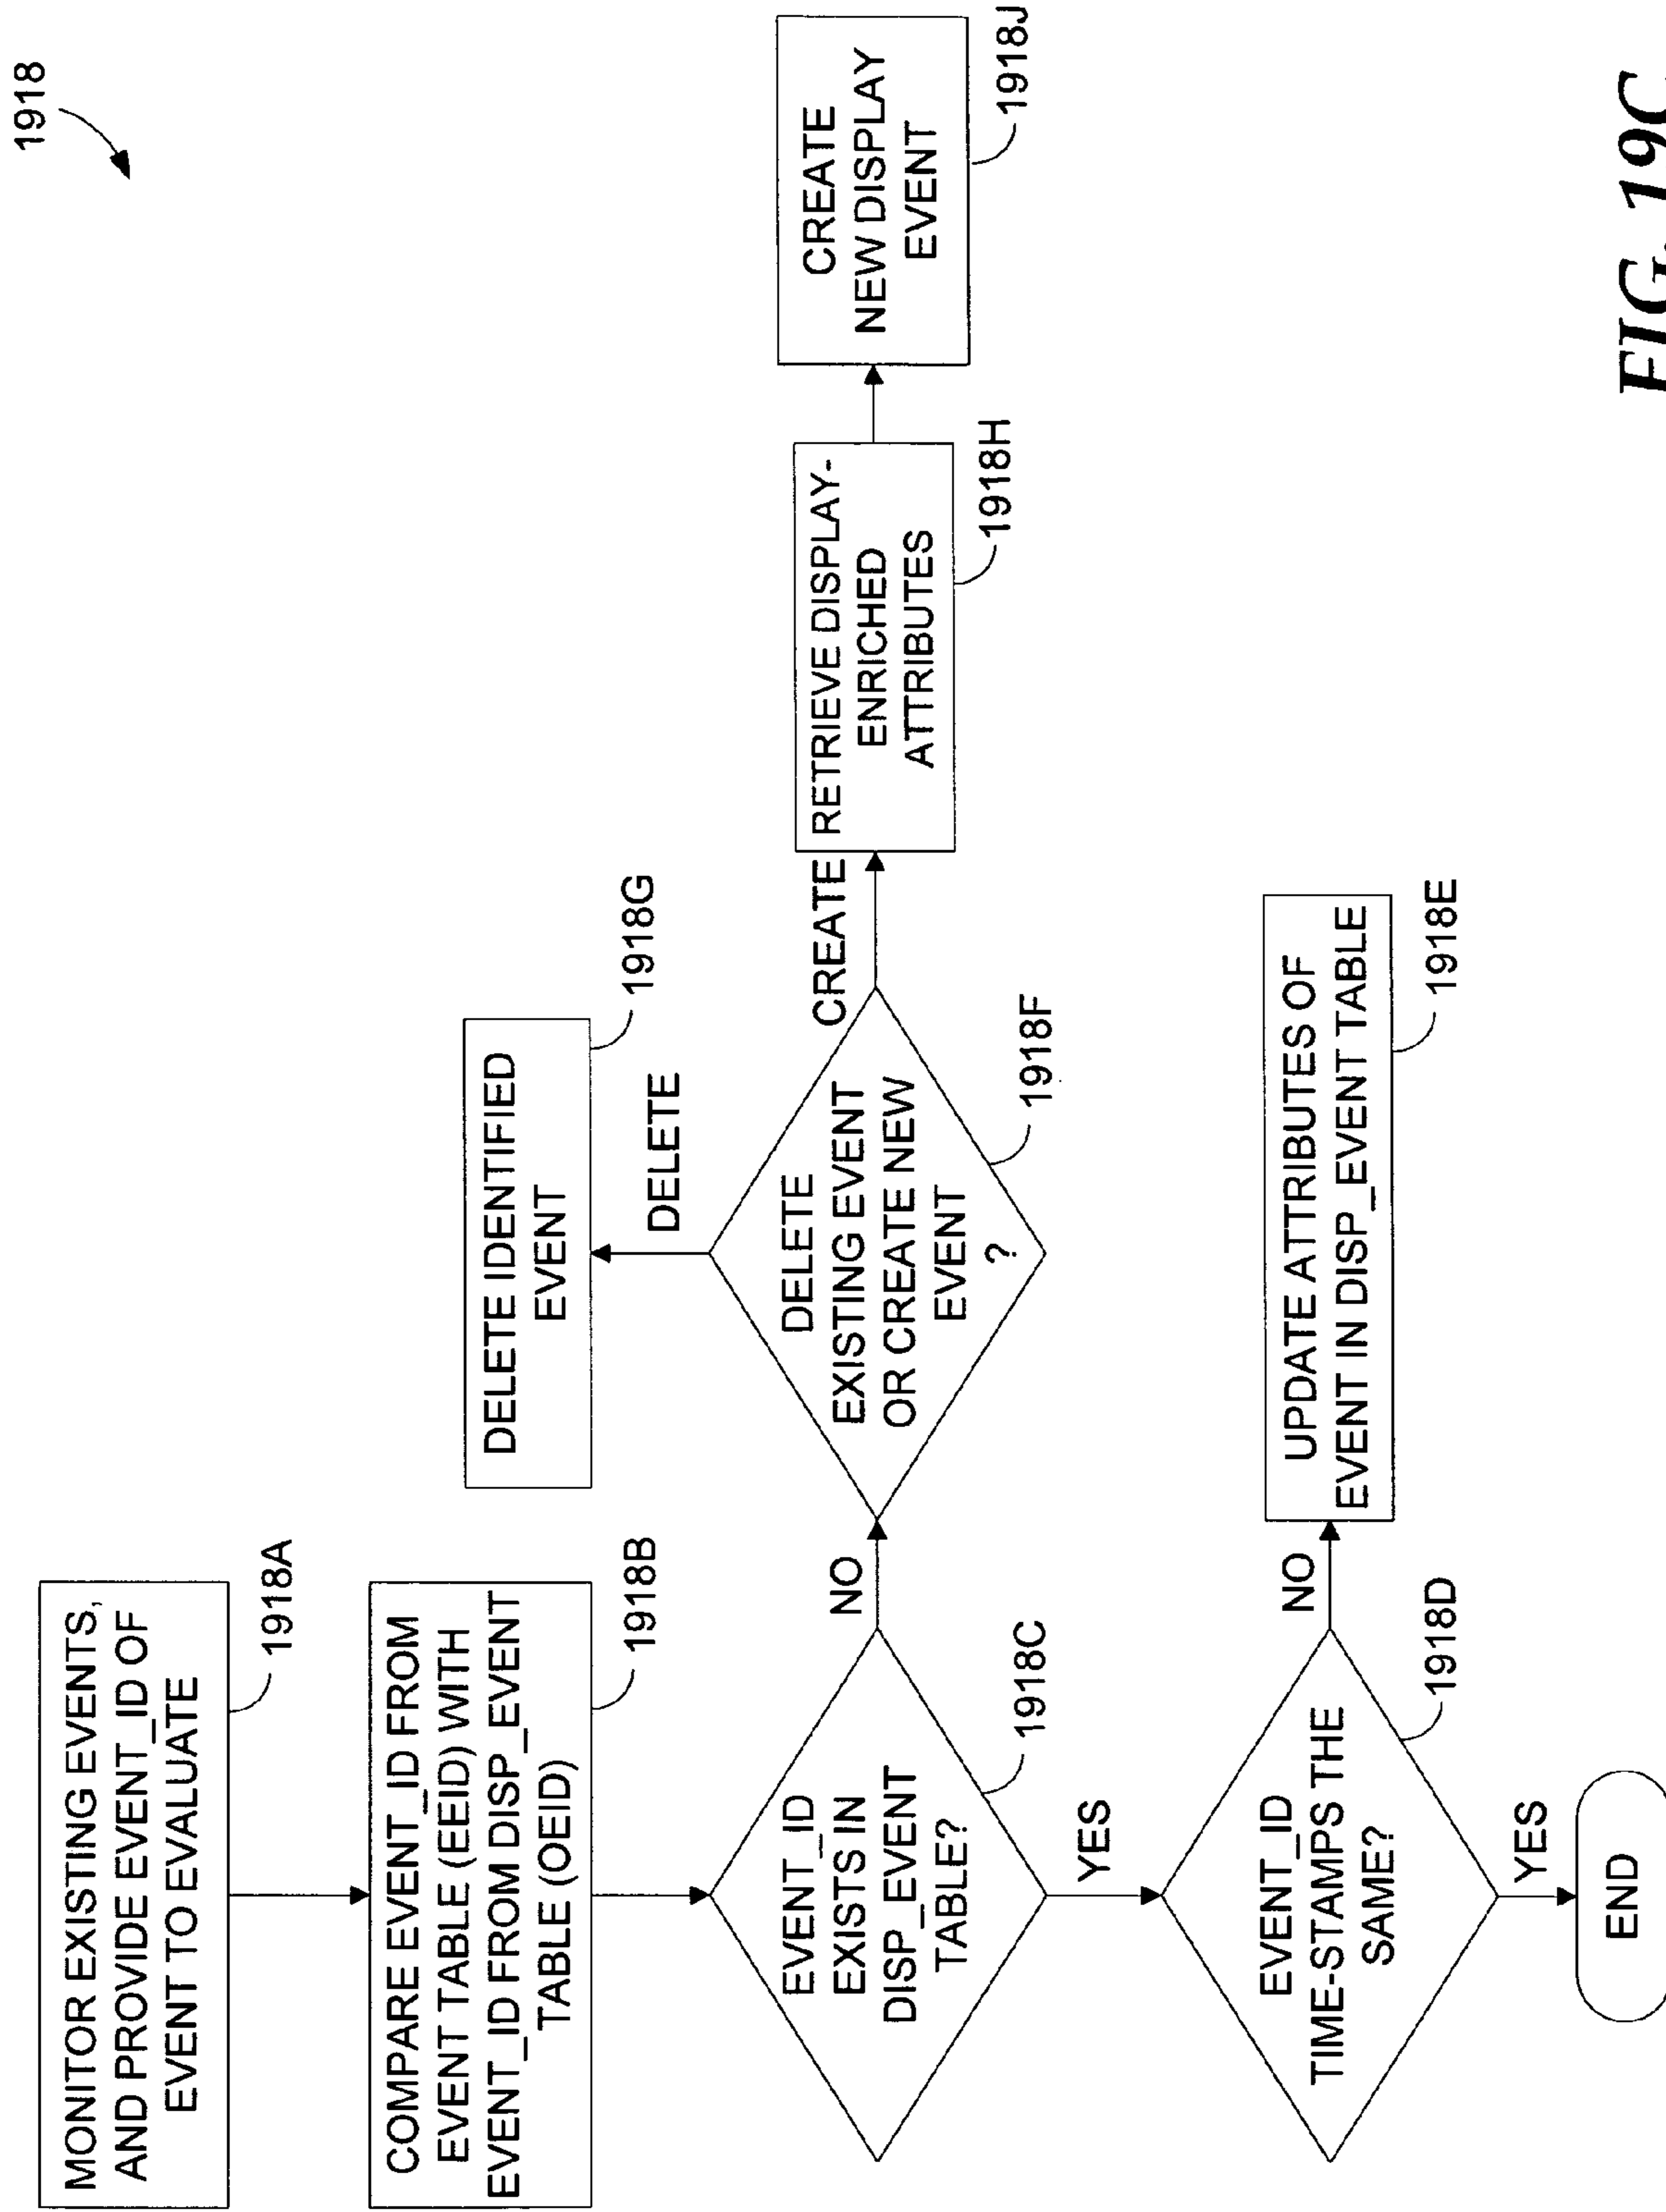 1918
MONITOR EXISTING EVENTS,
AND PROVIDE EVENT_ID OF
EVENT TO EVALUATE
1918A
COMPARE EVENT_ID FROM
EVENT TABLE (EEID) WITH
EVENT_ID FROM DISP_EVENT
TABLE (OEID)
1918B
EVENT_ID
EXISTS IN
DISP_EVENT
TABLE?
1918C
NO
YES
DELETE
EXISTING EVENT
OR CREATE NEW
EVENT
?
1918F
DELETE
DELETE IDENTIFIED
EVENT
1918G
CREATE
RETRIEVE DISPLAY-
ENRICHED
ATTRIBUTES
1918H
CREATE
NEW DISPLAY
EVENT
1918J
EVENT_ID
TIME-STAMPS THE
SAME?
1918D
NO
UPDATE ATTRIBUTES OF
EVENT IN DISP_EVENT TABLE
1918E
YES
END
FIG. 19C